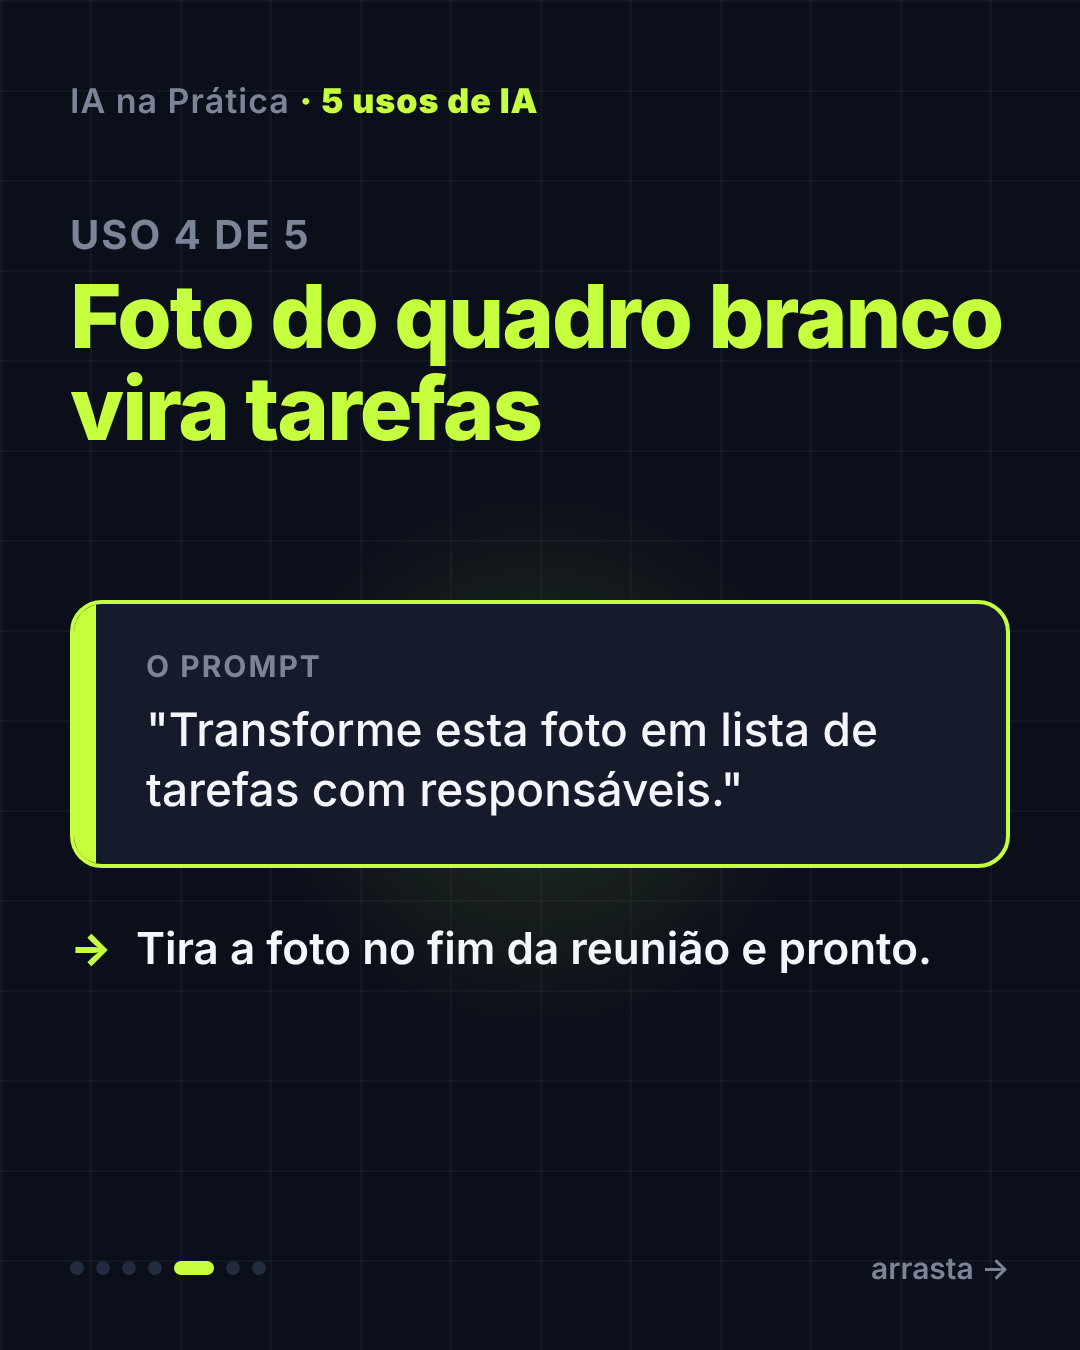 IA na Prática · 5 usos de IA
USO 4 DE 5
Foto do quadro branco
vira tarefas
O PROMPT
"Transforme esta foto em lista de
tarefas com responsáveis."
→ Tira a foto no fim da reunião e pronto.
arrasta →